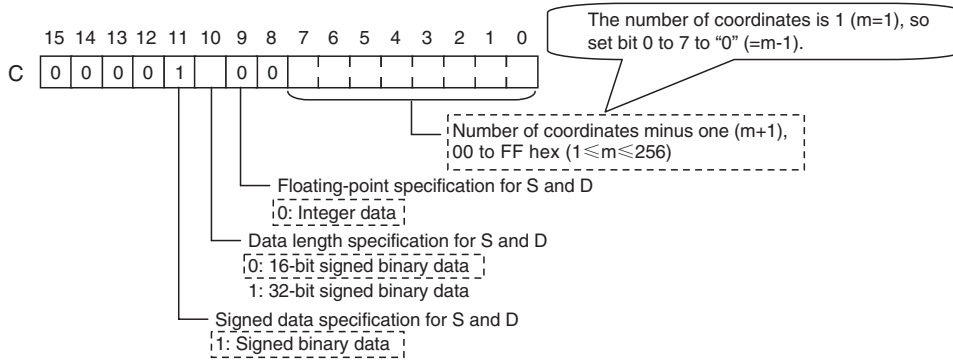 The number of coordinates is 1 (m=1), so
set bit 0 to 7 to “0” (=m-1).
15 14 13 12 11 10 9 8 7 6 5 4 3 2 1 0
C 0 0 0 0 1 0 0
Number of coordinates minus one (m+1),
00 to FF hex (1≤m≤256)
Floating-point specification for S and D
0: Integer data
Data length specification for S and D
0: 16-bit signed binary data
1: 32-bit signed binary data
Signed data specification for S and D
1: Signed binary data